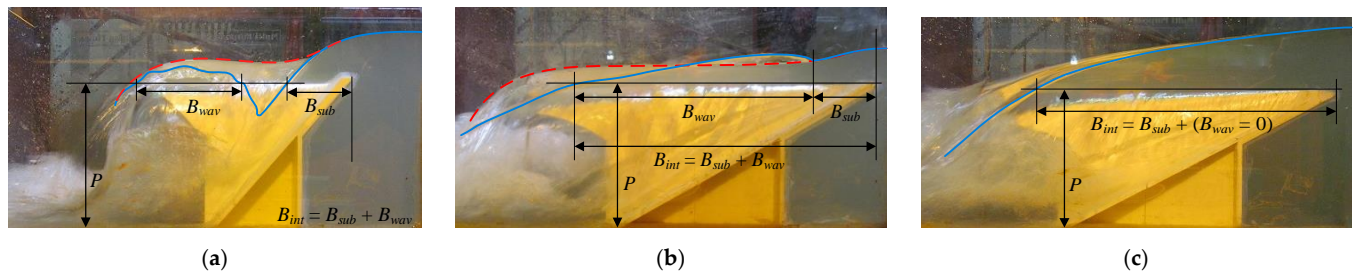 B_wav B_sub
P
B_int = B_sub + B_wav
(a)
B_wav B_sub
B_int = B_sub + B_wav
P
(b)
B_int = B_sub + (B_wav = 0)
P
(c)